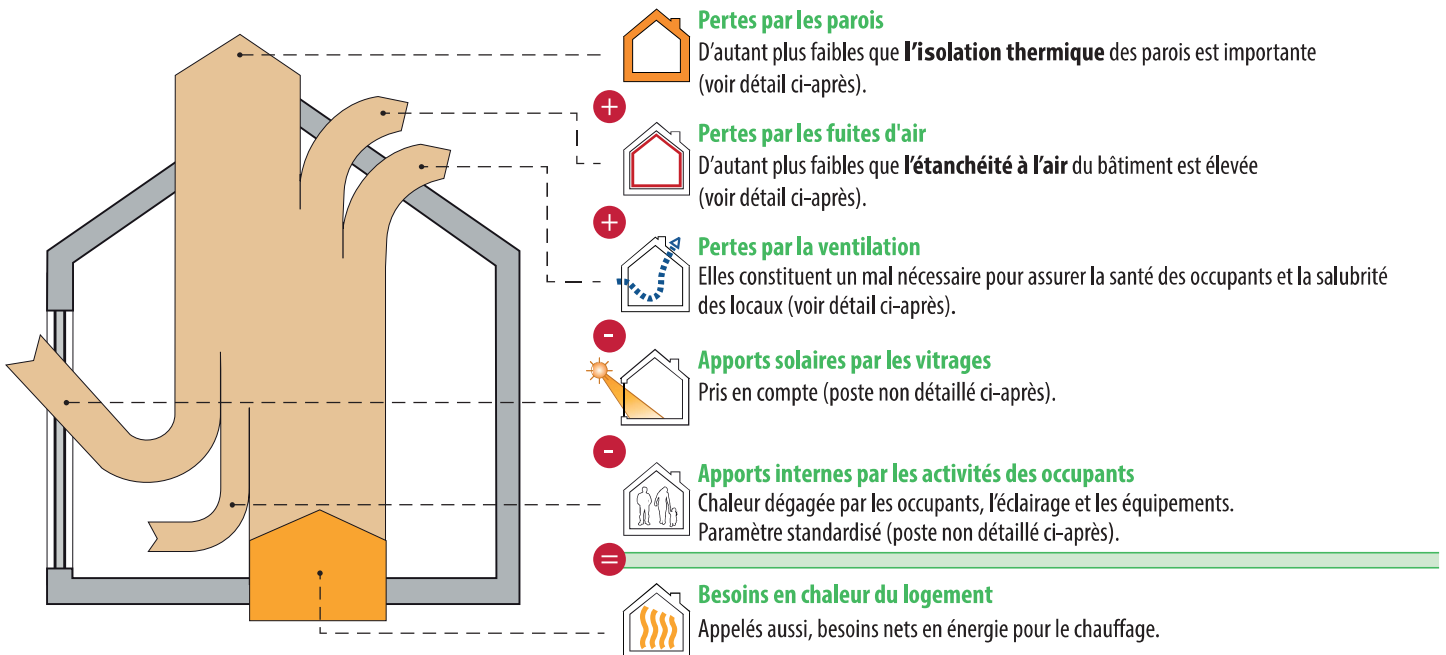 Pertes par les parois
D'autant plus faibles que l'isolation thermique des parois est importante
(voir détail ci-après).
+
Pertes par les fuites d'air
D'autant plus faibles que l'étanchéité à l'air du bâtiment est élevée
(voir détail ci-après).
+
Pertes par la ventilation
Elles constituent un mal nécessaire pour assurer la santé des occupants et la salubrité
des locaux (voir détail ci-après).
-
Apports solaires par les vitrages
Pris en compte (poste non détaillé ci-après).
-
Apports internes par les activités des occupants
Chaleur dégagée par les occupants, l'éclairage et les équipements.
Paramètre standardisé (poste non détaillé ci-après).
=
Besoins en chaleur du logement
Appelés aussi, besoins nets en énergie pour le chauffage.